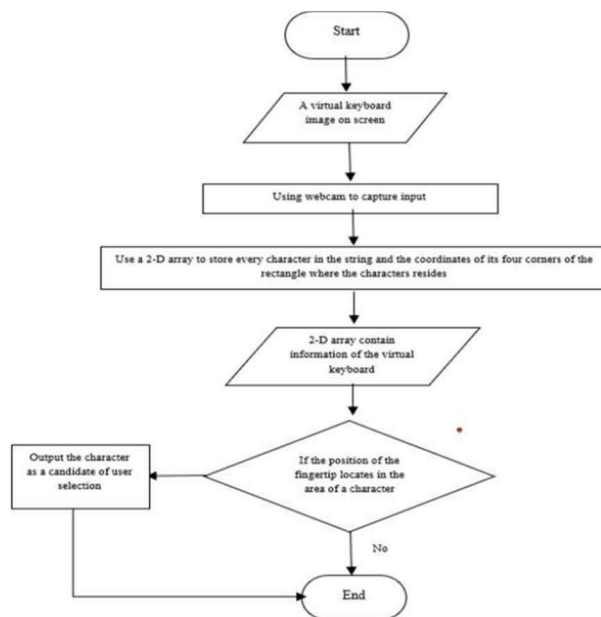 Start
A virtual keyboard
image on screen
Using webcam to capture input
Use a 2-D array to store every character in the string and the coordinates of its four corners of the
rectangle where the characters resides
2-D array contain
information of the virtual
keyboard
If the position of the
fingertip locates in the
area of a character
Output the character
as a candidate of user
selection
No
End